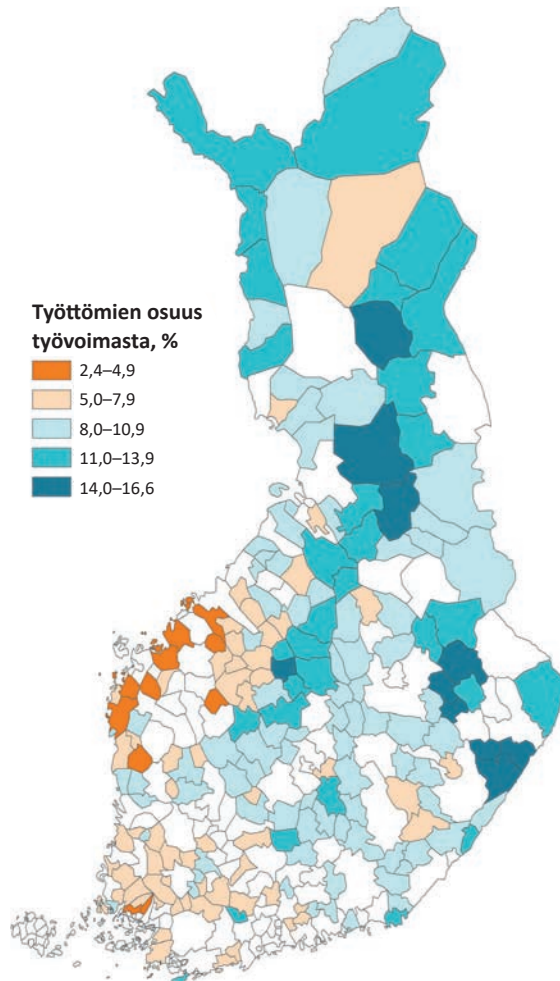 Työttömien osuus
työvoimasta, %
2,4–4,9
5,0–7,9
8,0–10,9
11,0–13,9
14,0–16,6